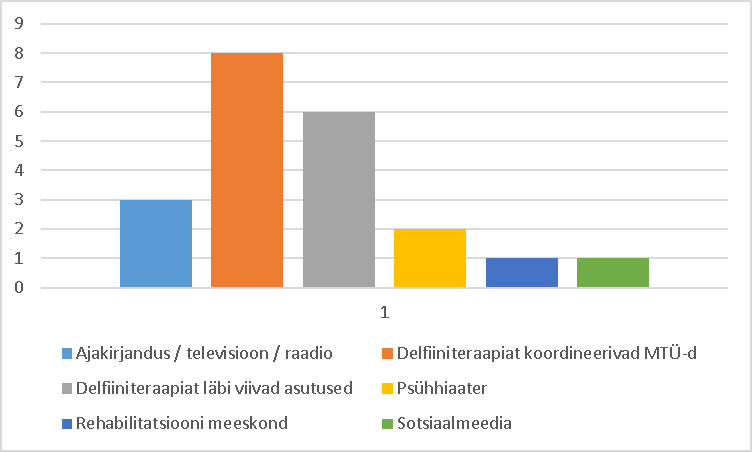 9
8
7
6
5
4
3
2
1
0
1
Ajakirjandus / televisioon / raadio
Delfiiniteraapiat koordineerivad MTÜ-d
Delfiiniteraapiat läbi viivad asutused
Psühhiaater
Rehabilitatsiooni meeskond
Sotsiaalmeedia